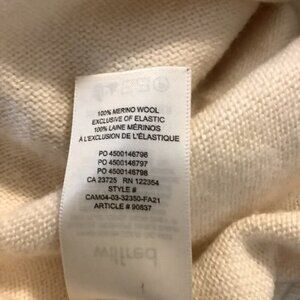 100% MERINO WOOL
EXCLUSIVE OF ELASTIC
100% LAINE MÉRINOS
À L'EXCLUSION DE L'ÉLASTIQUE
PO 4500146796
PO 4500146797
PO 4500146798
CA 23725 RN 122354
STYLE #
CAM04-03-32350-FA21
ARTICLE # 90837
wilfred